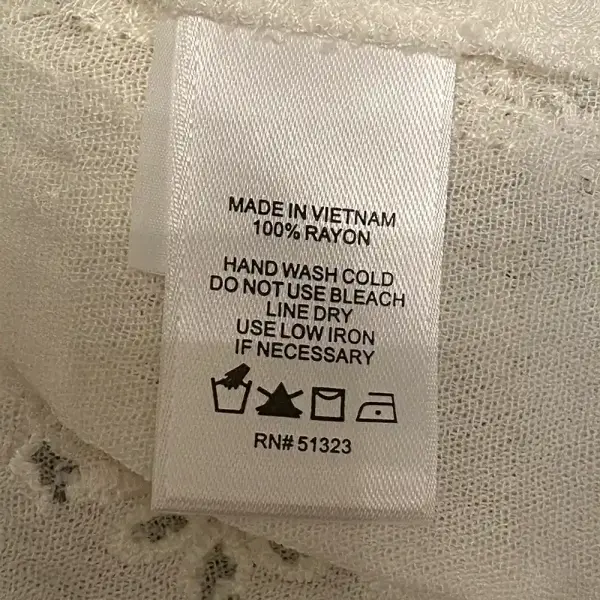 MADE IN VIETNAM
100% RAYON
HAND WASH COLD
DO NOT USE BLEACH
LINE DRY
USE LOW IRON
IF NECESSARY
RN# 51323